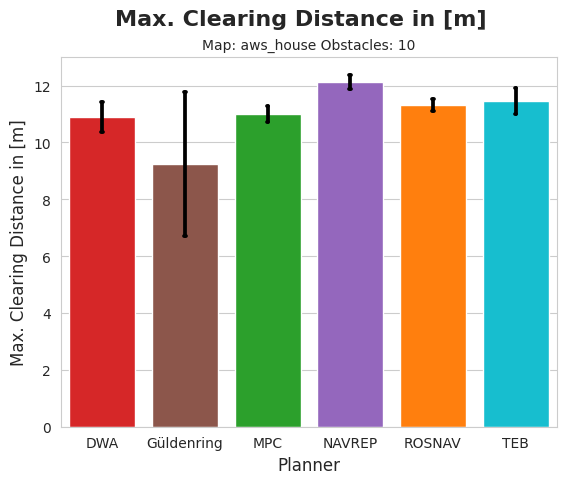 Max. Clearing Distance in [m]
Map: aws_house Obstacles: 10
Max. Clearing Distance in [m]
12
10
8
6
4
2
0
DWA Güldenring MPC NAVREP ROSNAV TEB
Planner